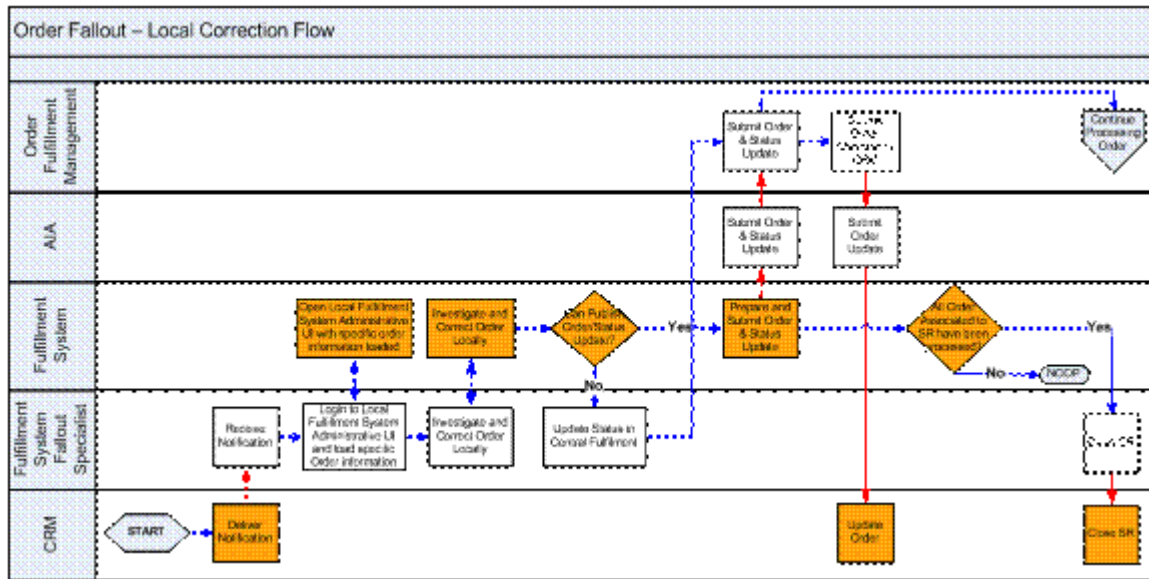 Order Fallout – Local Correction Flow
Order
Fulfillment
Management
Submit Order
& Status
Update
Continue
Processing
Order
AIA
Submit Order
& Status
Update
Submit
Order
Update
Fulfillment
System
Open Local Fulfillment
System Administrative
UI with specific order
information loaded
Investigate and
Correct Order
Locally
Can Publish
Order/Status
Update?
Yes
Prepare and
Submit Order
& Status
Update
All Order
Associated to
SR have been
processed?
Yes
No
No
NOOP
Fulfillment
System
Fallout
Specialist
Receive
Notification
Login to Local
Fulfillment System
Administrative UI
and load specific
Order information
Investigate and
Correct Order
Locally
Update Status in
Central Fulfillment
CRM
START
Deliver
Notification
Update
Order
Close SR